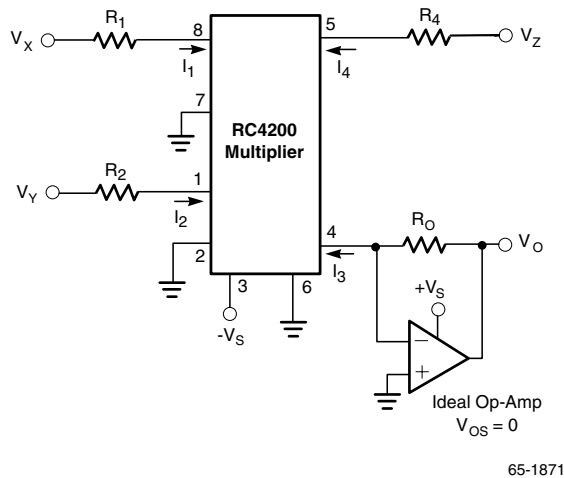 V_X R_1 8 5 R_4 V_Z
I_1 I_4
7
RC4200
Multiplier
V_Y R_2 1
I_2
R_O
4 V_O
2 I_3
3 6 +V_S
-V_S
−
+
Ideal Op-Amp
V_OS = 0
65-1871